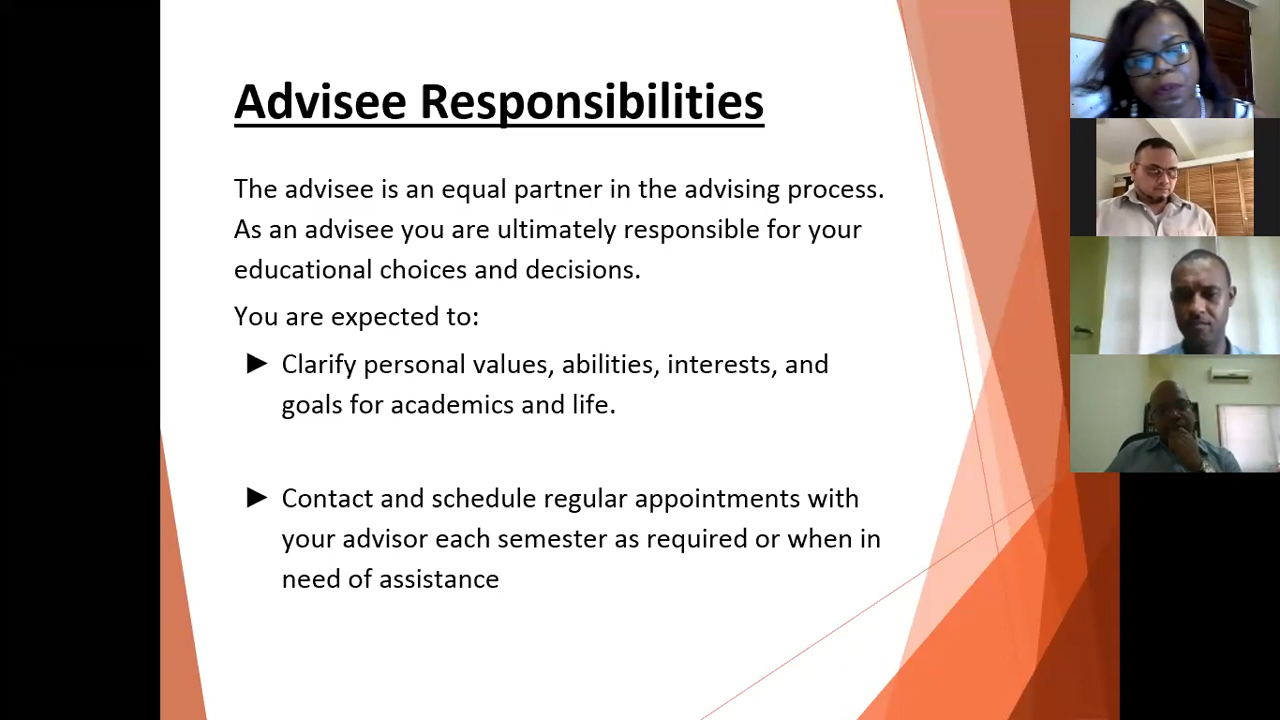 Advisee Responsibilities
The advisee is an equal partner in the advising process.
As an advisee you are ultimately responsible for your
educational choices and decisions.
You are expected to:
► Clarify personal values, abilities, interests, and
goals for academics and life.
► Contact and schedule regular appointments with
your advisor each semester as required or when in
need of assistance